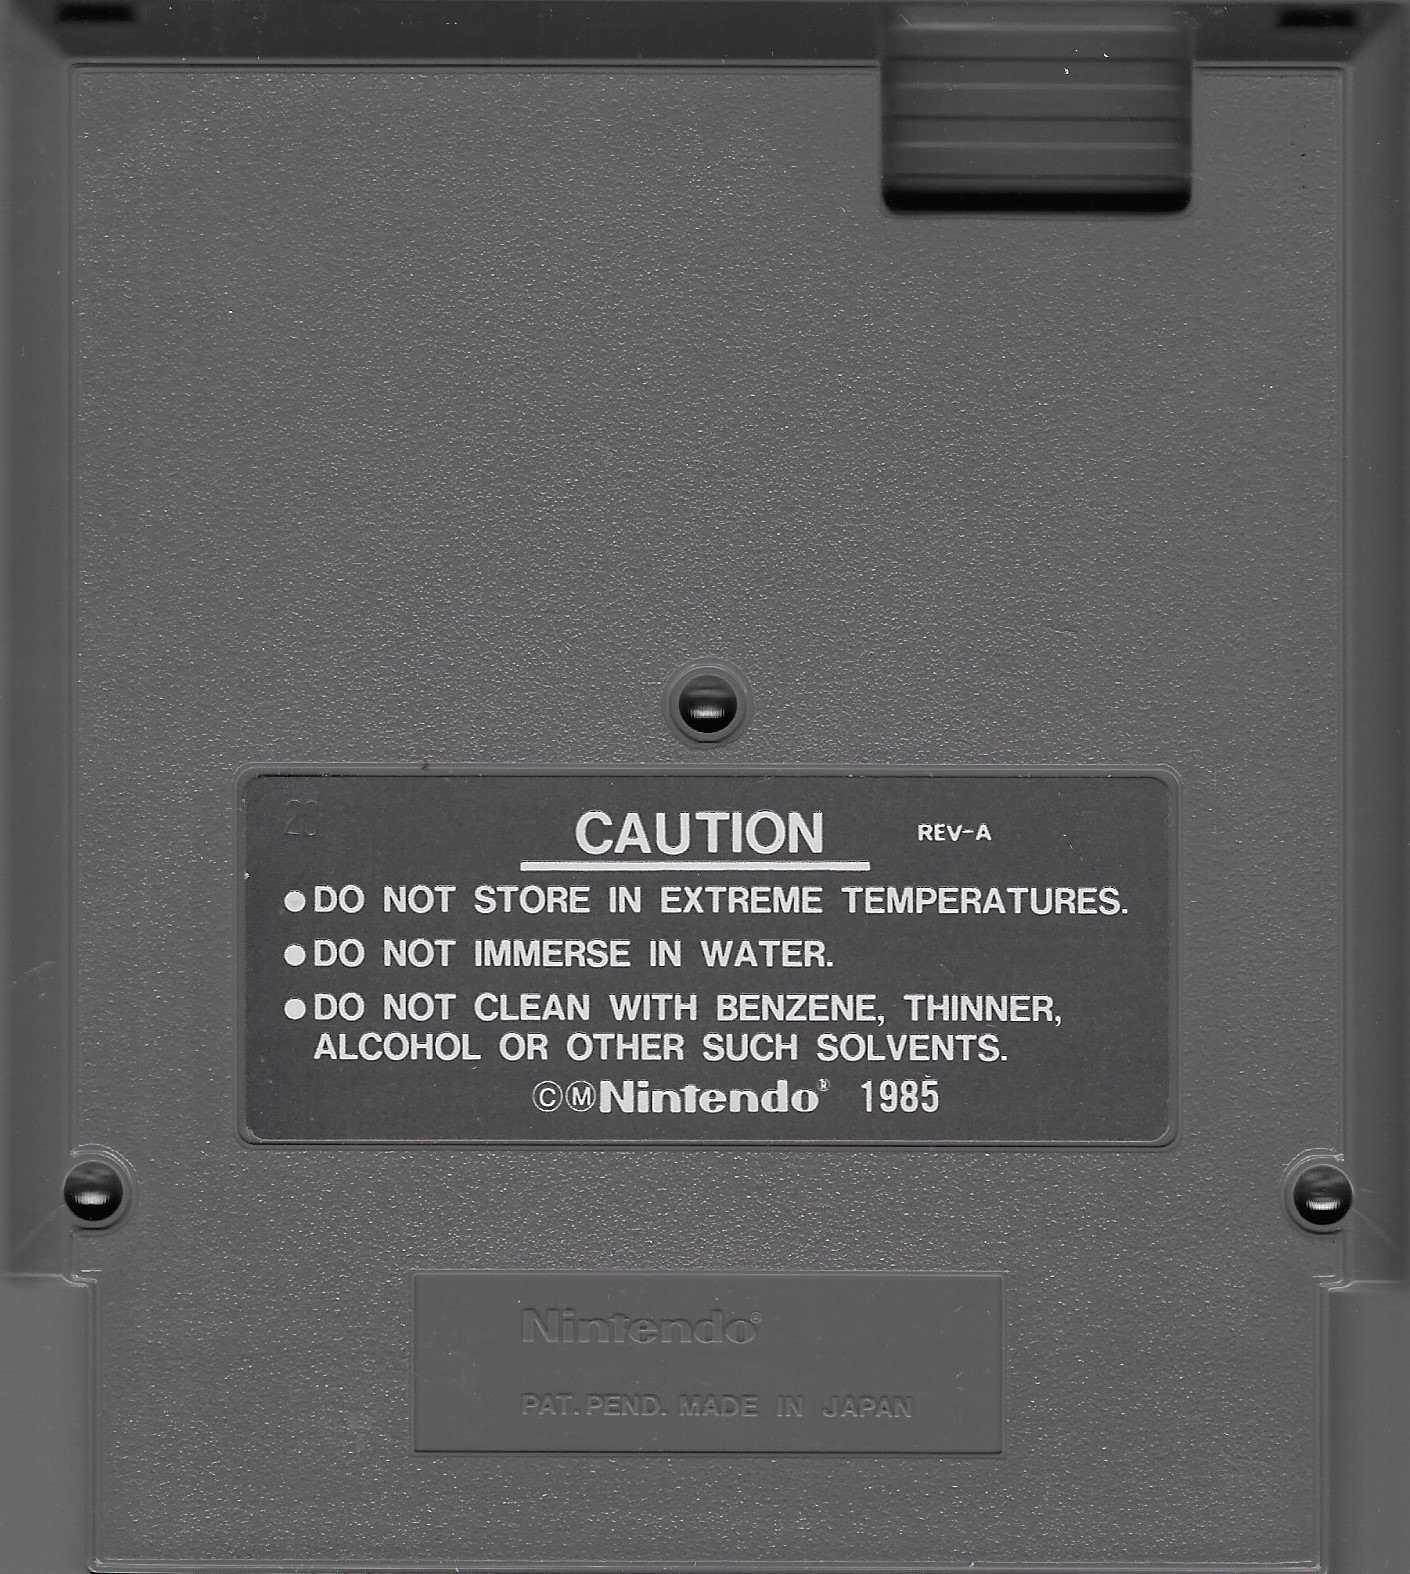 20
CAUTION REV-A
●DO NOT STORE IN EXTREME TEMPERATURES.
●DO NOT IMMERSE IN WATER.
●DO NOT CLEAN WITH BENZENE, THINNER,
ALCOHOL OR OTHER SUCH SOLVENTS.
©ⓂNintendo® 1985
Nintendo®
PAT. PEND. MADE IN JAPAN